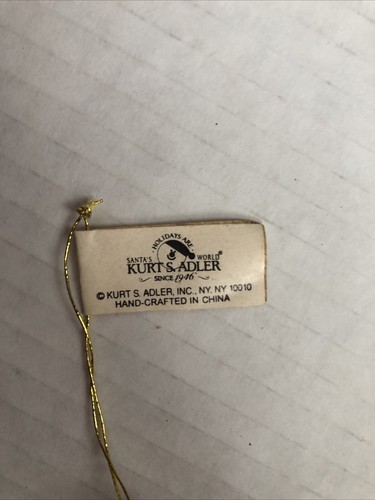 HOLIDAYS ARE
SANTA'S WORLD®
KURT S. ADLER
SINCE 1946
© KURT S. ADLER, INC., NY, NY 10010
HAND-CRAFTED IN CHINA